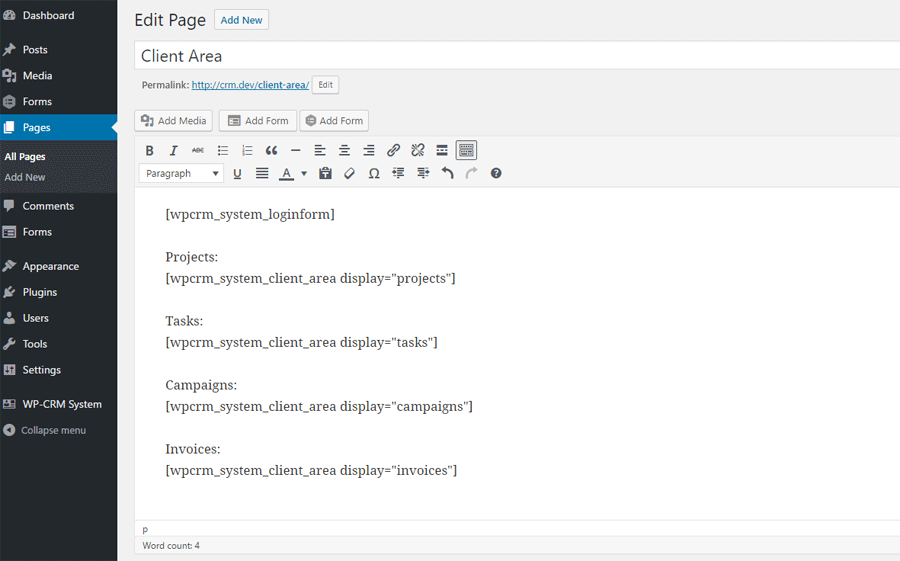 Dashboard
Posts
Media
Forms
Pages
All Pages
Add New
Comments
Forms
Appearance
Plugins
Users
Tools
Settings
WP-CRM System
Collapse menu
Edit Page Add New
Client Area
Permalink: http://crm.dev/client-area/ Edit
Add Media Add Form Add Form
B I ABC
Paragraph U A Ω
[wpcrm_system_loginform]
Projects:
[wpcrm_system_client_area display="projects"]
Tasks:
[wpcrm_system_client_area display="tasks"]
Campaigns:
[wpcrm_system_client_area display="campaigns"]
Invoices:
[wpcrm_system_client_area display="invoices"]
p
Word count: 4